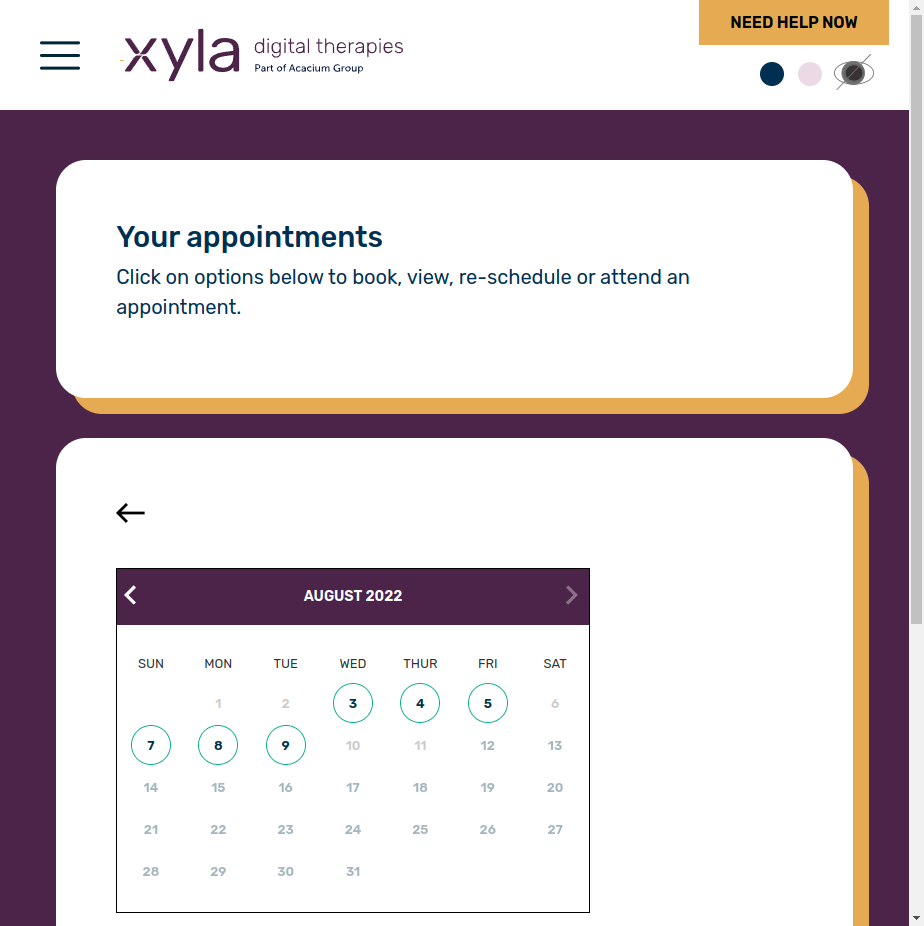 NEED HELP NOW
xyla digital therapies
Part of Acacium Group
Your appointments
Click on options below to book, view, re-schedule or attend an
appointment.
AUGUST 2022
SUN MON TUE WED THUR FRI SAT
1 2 3 4 5 6
7 8 9 10 11 12 13
14 15 16 17 18 19 20
21 22 23 24 25 26 27
28 29 30 31